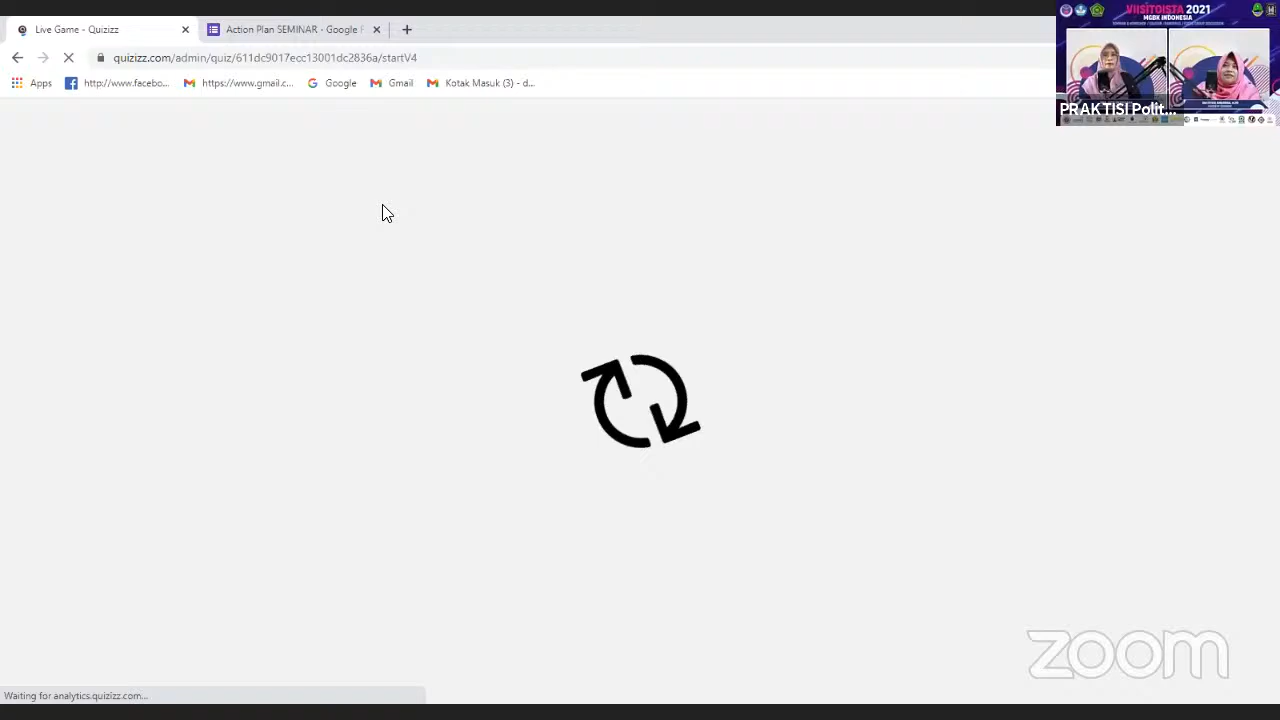 Live Game - Quizizz
Action Plan SEMINAR - Google
quizizz.com/admin/quiz/611dc9017ecc13001dc2836a/startV4
Apps
http://www.facebo...
https://www.gmail.c...
Google
Gmail
Kotak Masuk (3) - d...
VIISITOISTA 2021
MGBK INDONESIA
PRAKTISI Polit...
zoom
Waiting for analytics.quizizz.com...